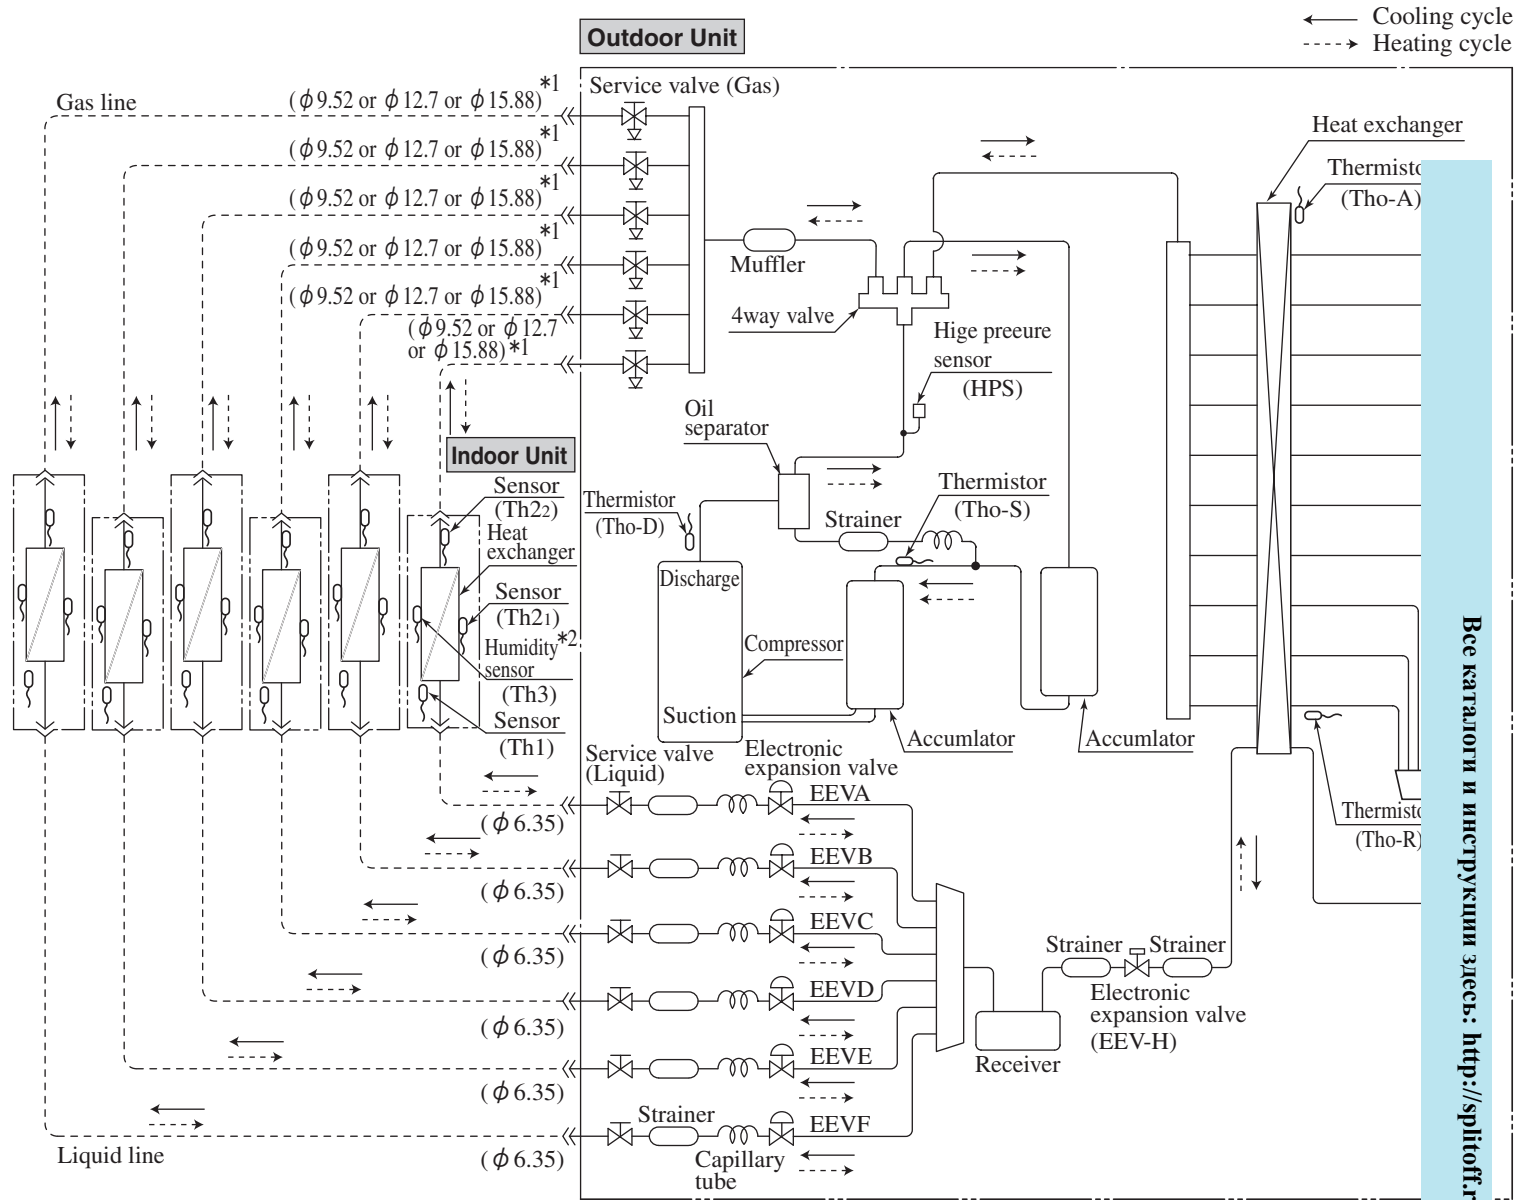 Outdoor Unit
Cooling cycle
Heating cycle
Gas line
(ϕ9.52 or ϕ12.7 or ϕ15.88)*1
(ϕ9.52 or ϕ12.7 or ϕ15.88)*1
(ϕ9.52 or ϕ12.7 or ϕ15.88)*1
(ϕ9.52 or ϕ12.7 or ϕ15.88)*1
(ϕ9.52 or ϕ12.7 or ϕ15.88)*1
(ϕ9.52 or ϕ12.7
or ϕ15.88)*1
Service valve (Gas)
Muffler
4way valve
Hige preeure
sensor
(HPS)
Heat exchanger
Thermisto
(Tho-A)
Oil
separator
Indoor Unit
Sensor
(Th22)
Heat
exchanger
Sensor
(Th21)
Humidity*2
sensor
(Th3)
Sensor
(Th1)
Thermistor
(Tho-D)
Strainer
Thermistor
(Tho-S)
Discharge
Compressor
Suction
Accumlator
Accumlator
Service valve
(Liquid)
Electronic
expansion valve
EEVA
(ϕ6.35)
EEVB
(ϕ6.35)
EEVC
(ϕ6.35)
EEVD
(ϕ6.35)
EEVE
(ϕ6.35)
Strainer
EEVF
Capillary
tube
(ϕ6.35)
Liquid line
Receiver
Strainer
Strainer
Electronic
expansion valve
(EEV-H)
Thermisto
(Tho-R)
Все каталоги и инструкции здесь: http://splitoff.r